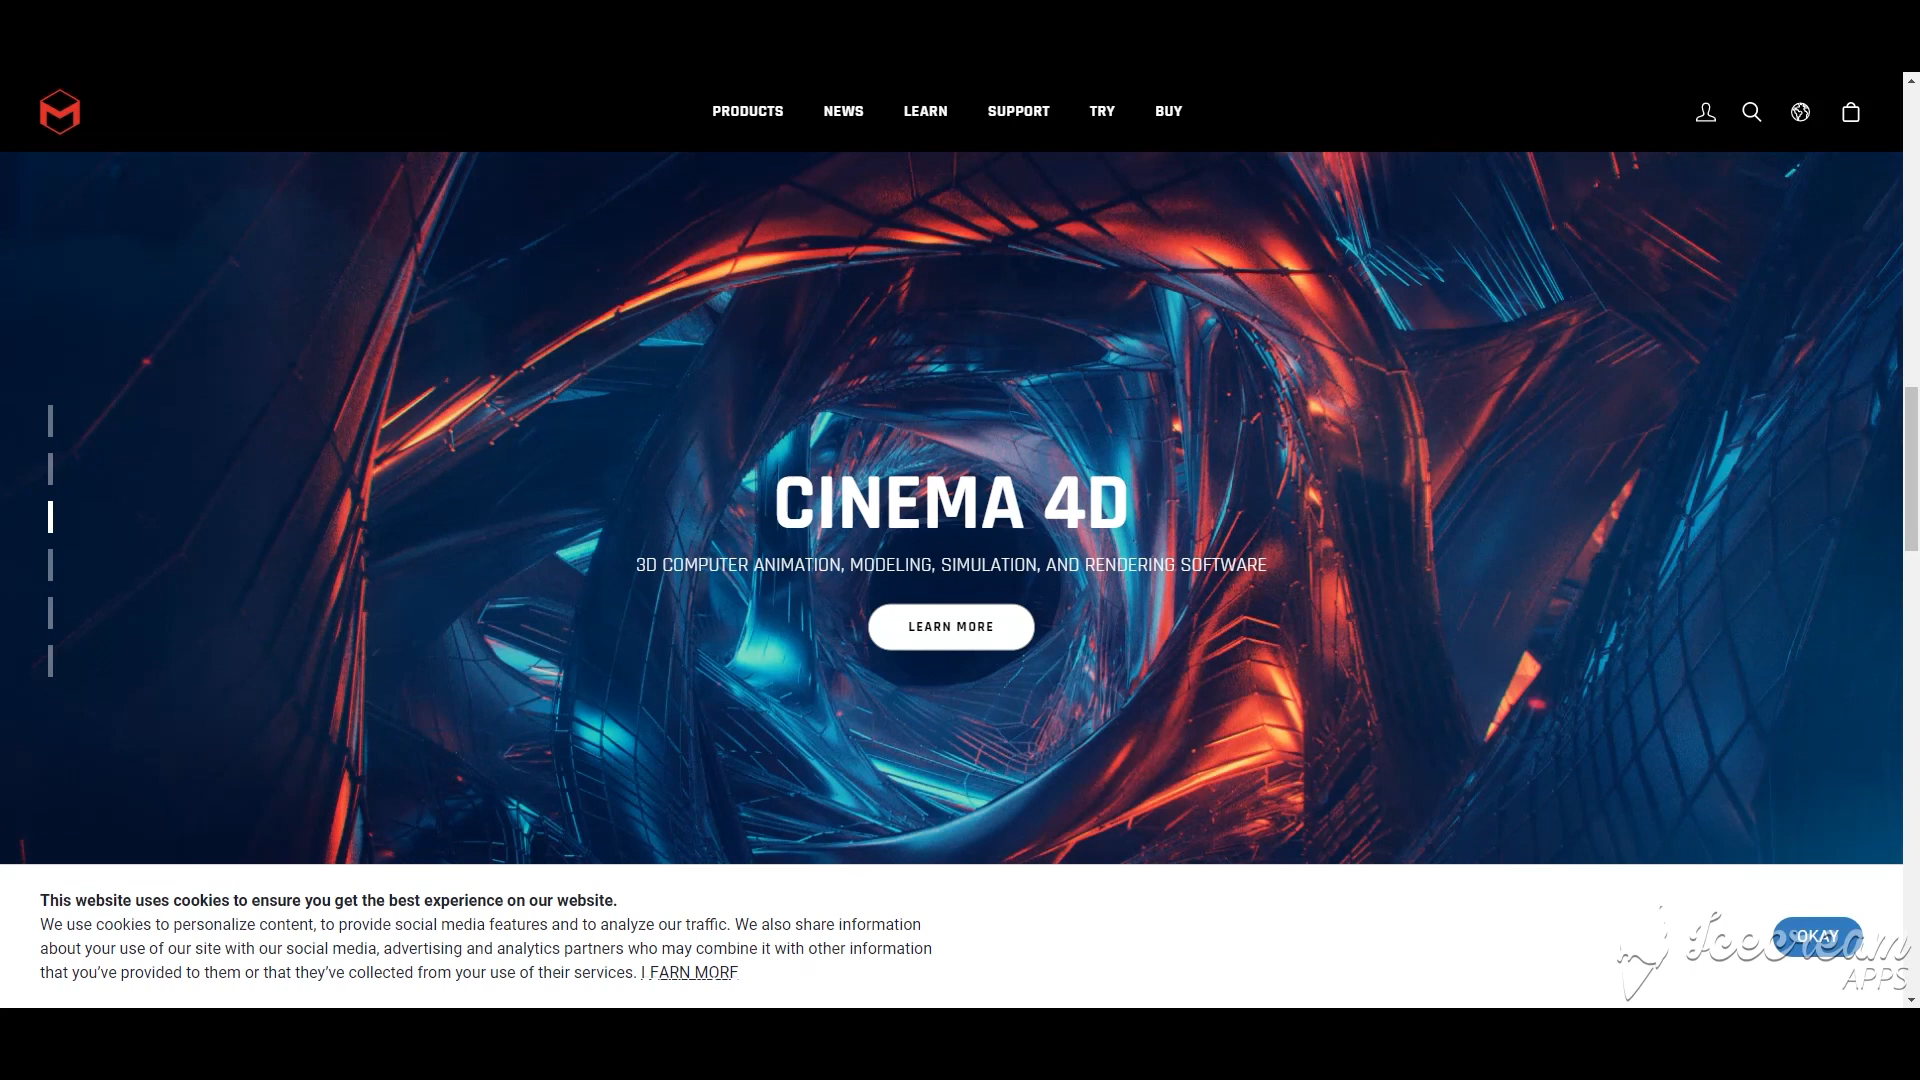 PRODUCTS NEWS LEARN SUPPORT TRY BUY
CINEMA 4D
3D COMPUTER ANIMATION, MODELING, SIMULATION, AND RENDERING SOFTWARE
LEARN MORE
This website uses cookies to ensure you get the best experience on our website.
We use cookies to personalize content, to provide social media features and to analyze our traffic. We also share information
about your use of our site with our social media, advertising and analytics partners who may combine it with other information
that you’ve provided to them or that they’ve collected from your use of their services. LEARN MORE
OKAY
Icecream
APPS